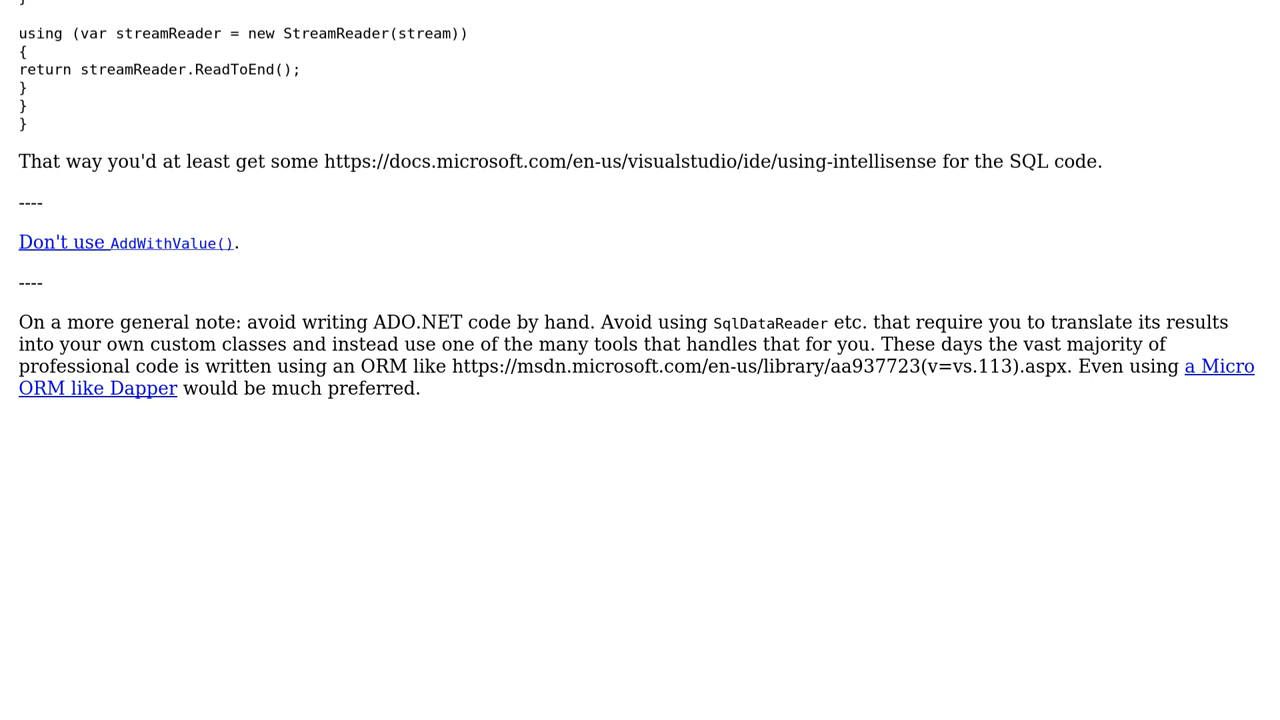 }
using (var streamReader = new StreamReader(stream))
{
return streamReader.ReadToEnd();
}
}
}
That way you'd at least get some https://docs.microsoft.com/en-us/visualstudio/ide/using-intellisense for the SQL code.
----
Don't use AddWithValue().
----
On a more general note: avoid writing ADO.NET code by hand. Avoid using SqlDataReader etc. that require you to translate its results
into your own custom classes and instead use one of the many tools that handles that for you. These days the vast majority of
professional code is written using an ORM like https://msdn.microsoft.com/en-us/library/aa937723(v=vs.113).aspx. Even using a Micro
ORM like Dapper would be much preferred.